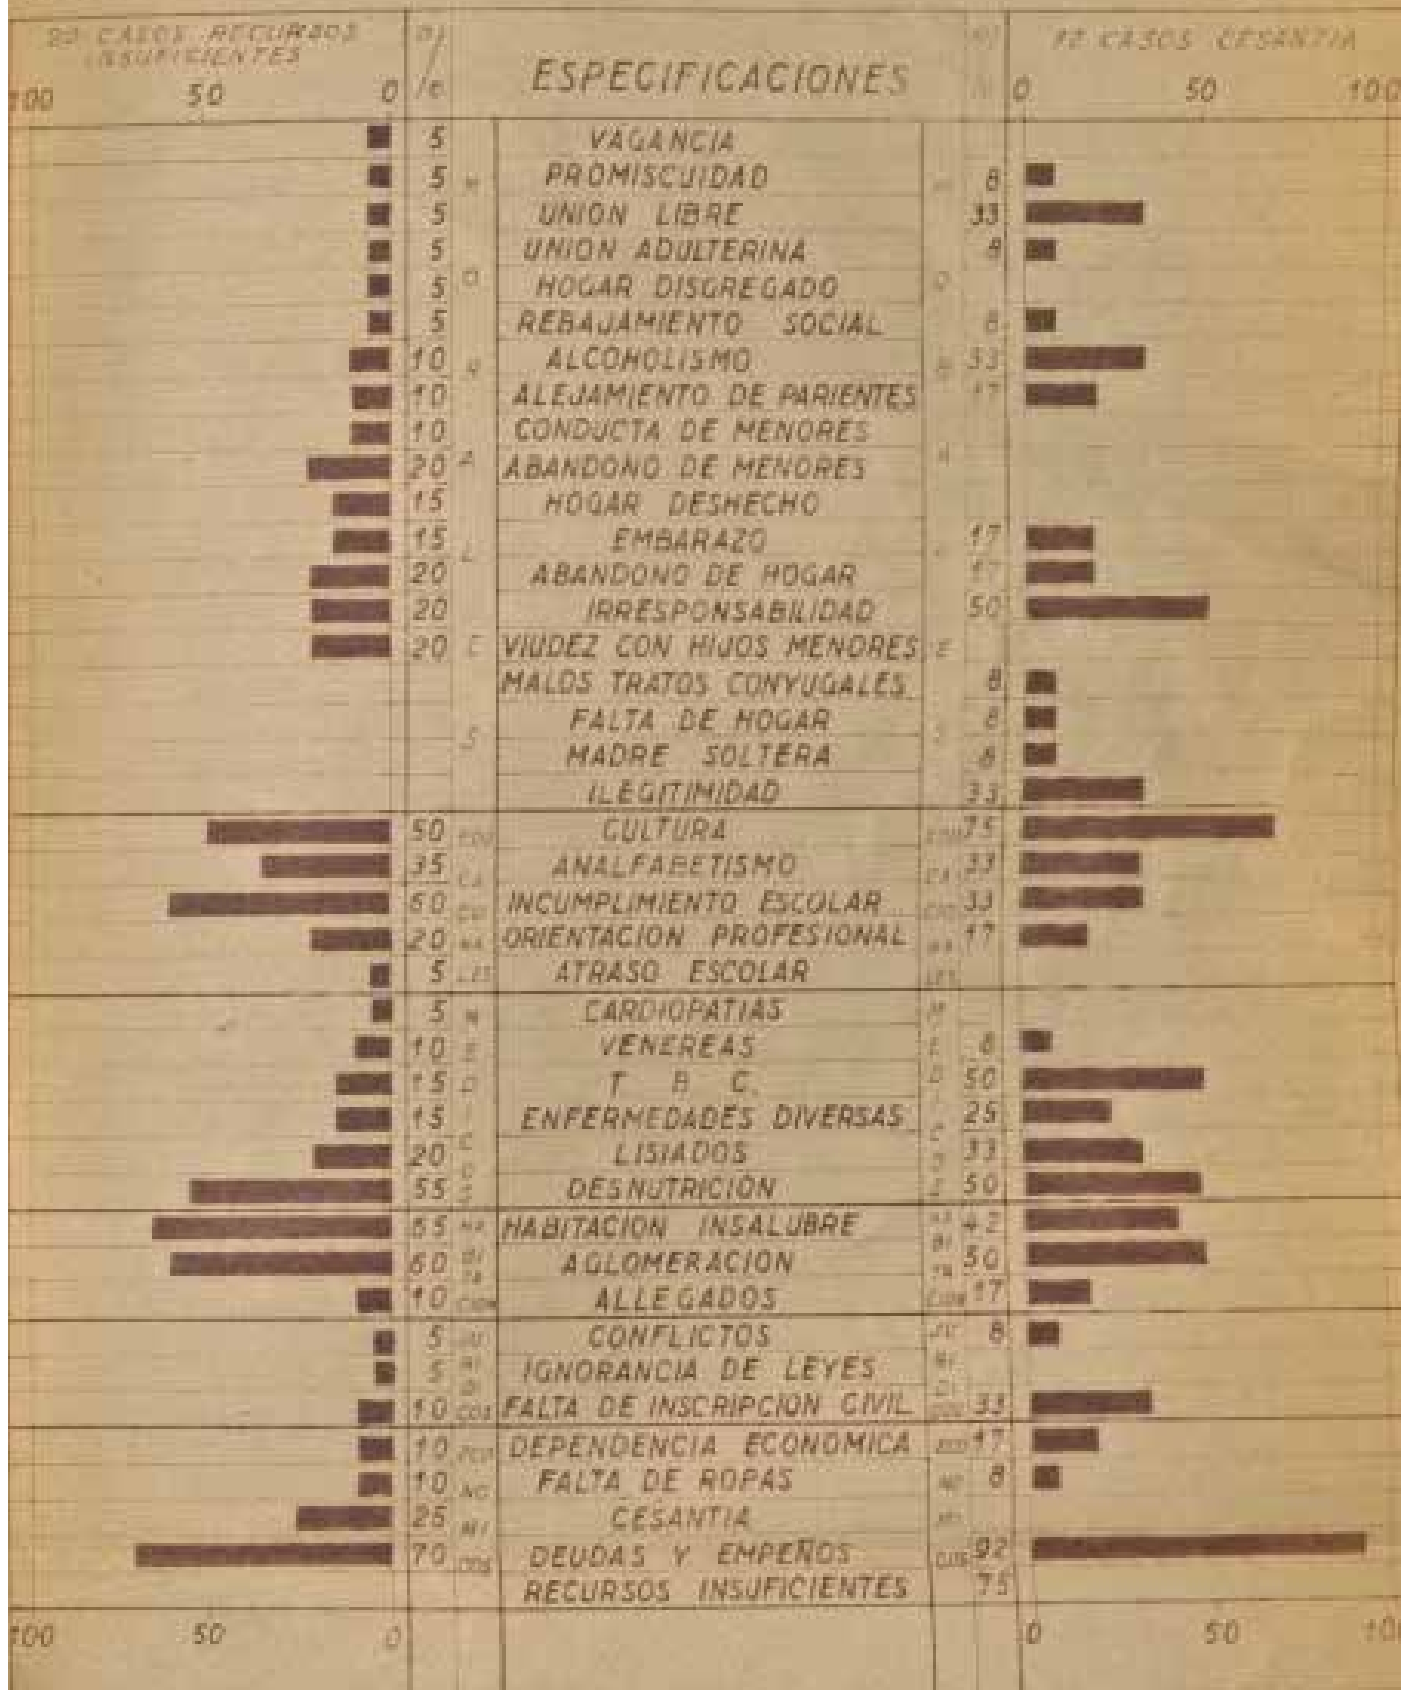 CASOS RECURSOS INSUFICIENTES
12 CASOS CESANTIA
ESPECIFICACIONES
100 50 0 % 0 50 100
5 VAGANCIA
5 PROMISCUIDAD 8
5 UNION LIBRE 33
5 UNION ADULTERINA 8
5 HOGAR DISGREGADO
5 REBAJAMIENTO SOCIAL 8
10 ALCOHOLISMO 33
10 ALEJAMIENTO DE PARIENTES 17
10 CONDUCTA DE MENORES
20 ABANDONO DE MENORES
15 HOGAR DESHECHO
15 EMBARAZO 17
20 ABANDONO DE HOGAR 17
20 IRRESPONSABILIDAD 50
20 VIUDEZ CON HIJOS MENORES
MALOS TRATOS CONYUGALES 8
FALTA DE HOGAR 8
MADRE SOLTERA 8
ILEGITIMIDAD 33
50 CULTURA 75
35 ANALFABETISMO 33
60 INCUMPLIMIENTO ESCOLAR 33
20 ORIENTACION PROFESIONAL 17
5 ATRASO ESCOLAR
5 CARDIOPATIAS
10 VENEREAS 8
15 T B C. 50
15 ENFERMEDADES DIVERSAS 25
20 LISIADOS 33
55 DESNUTRICION 50
65 HABITACION INSALUBRE 42
60 AGLOMERACION 50
10 ALLEGADOS 17
5 CONFLICTOS 8
5 IGNORANCIA DE LEYES
10 FALTA DE INSCRIPCION CIVIL 33
10 DEPENDENCIA ECONOMICA 17
10 FALTA DE ROPAS 8
25 CESANTIA
70 DEUDAS Y EMPEÑOS 92
RECURSOS INSUFICIENTES 75
100 50 0 0 50 100